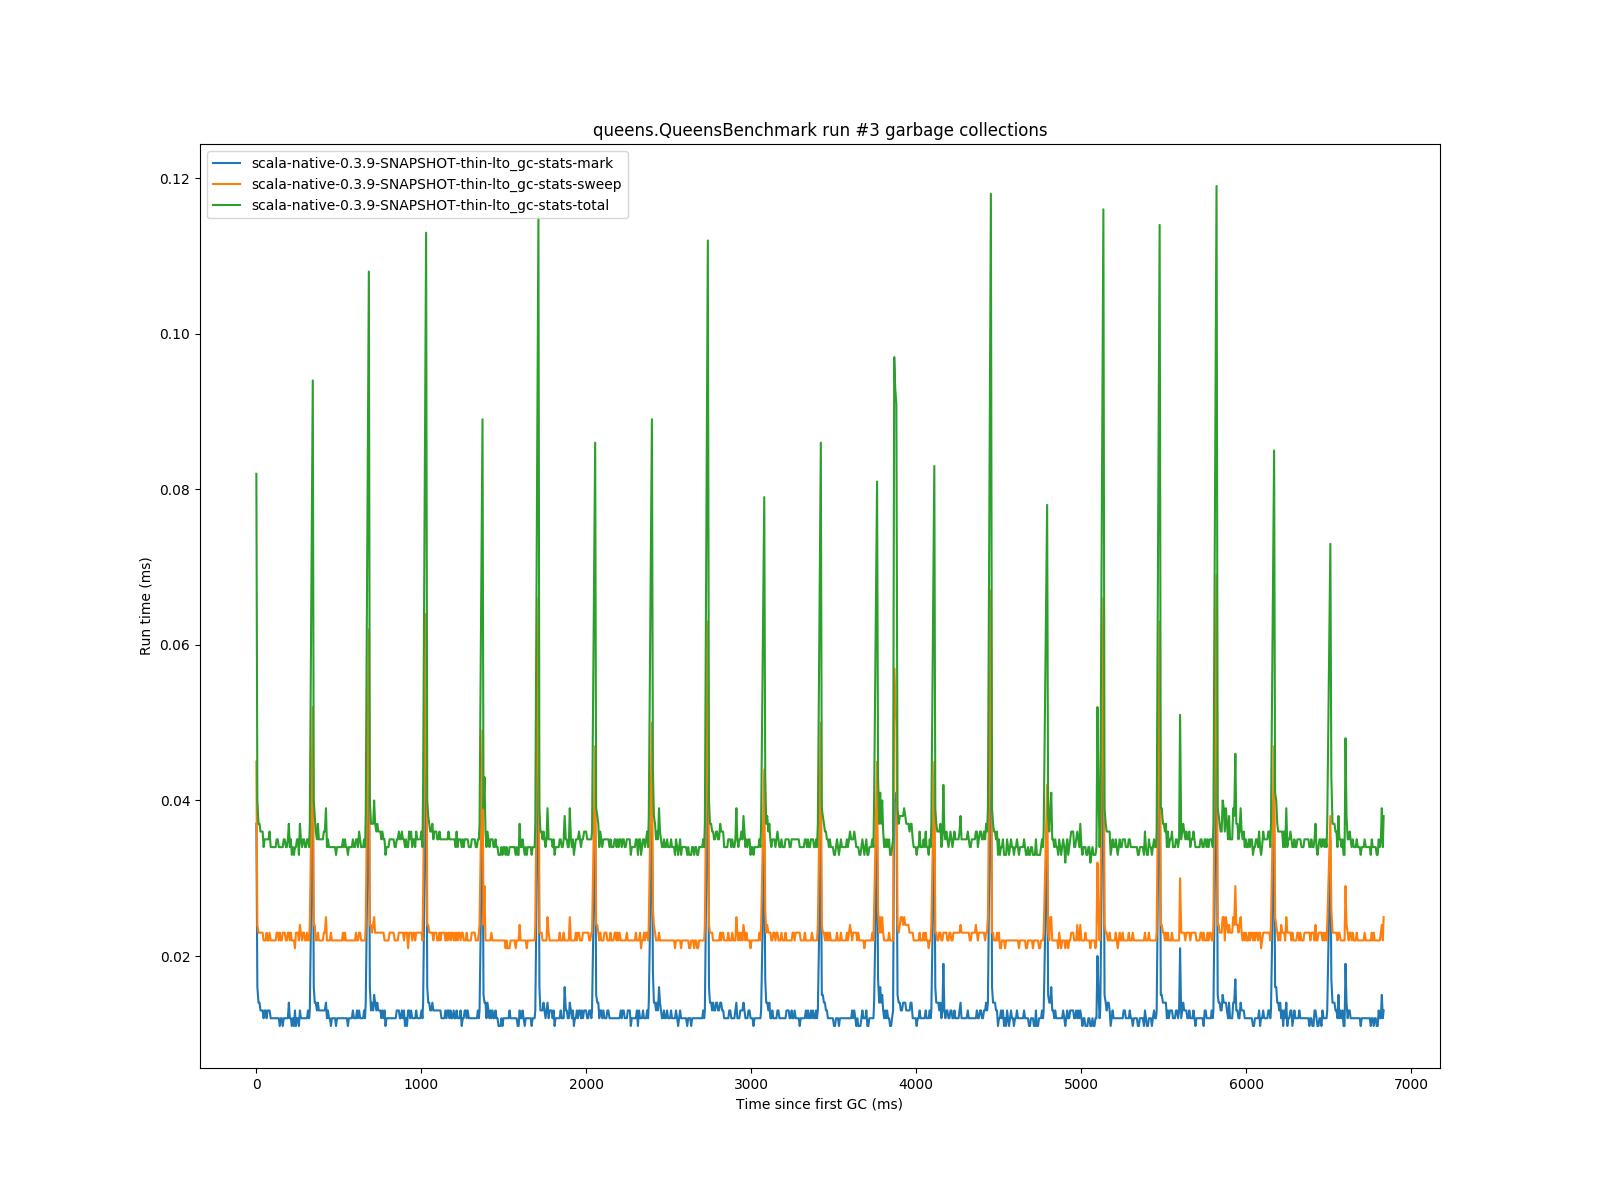 queens.QueensBenchmark run #3 garbage collections
scala-native-0.3.9-SNAPSHOT-thin-lto_gc-stats-mark
scala-native-0.3.9-SNAPSHOT-thin-lto_gc-stats-sweep
scala-native-0.3.9-SNAPSHOT-thin-lto_gc-stats-total
0.12
0.10
0.08
0.06
0.04
0.02
Run time (ms)
0 1000 2000 3000 4000 5000 6000 7000
Time since first GC (ms)